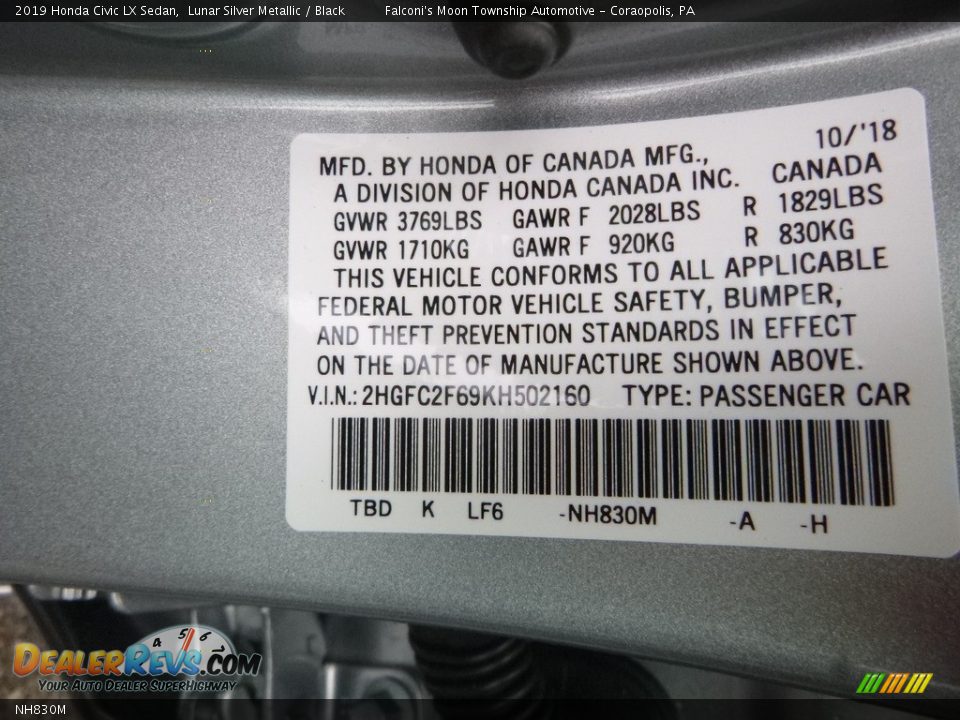 2019 Honda Civic LX Sedan,  Lunar Silver Metallic / Black        Falconi's Moon Township Automotive - Coraopolis, PA
10/'18
MFD. BY HONDA OF CANADA MFG.,
A DIVISION OF HONDA CANADA INC.   CANADA
GVWR 3769LBS   GAWR F  2028LBS   R  1829LBS
GVWR 1710KG   GAWR F  920KG   R  830KG
THIS VEHICLE CONFORMS TO ALL APPLICABLE
FEDERAL MOTOR VEHICLE SAFETY, BUMPER,
AND THEFT PREVENTION STANDARDS IN EFFECT
ON THE DATE OF MANUFACTURE SHOWN ABOVE.
V.I.N.: 2HGFC2F69KH502160   TYPE: PASSENGER CAR
TBD   K   LF6   -NH830M   -A   -H
4 5 6
DEALERREVS.COM
YOUR AUTO DEALER SUPERHIGHWAY
NH830M